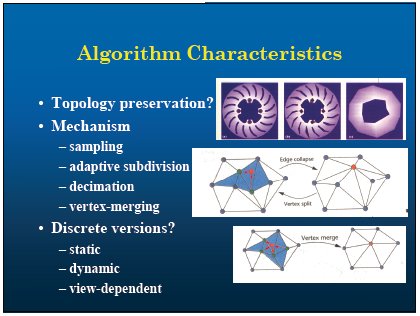 Algorithm Characteristics
• Topology preservation?
• Mechanism
– sampling
– adaptive subdivision
– decimation
– vertex-merging
• Discrete versions?
– static
– dynamic
– view-dependent
Edge collapse
Vertex split
Vertex merge